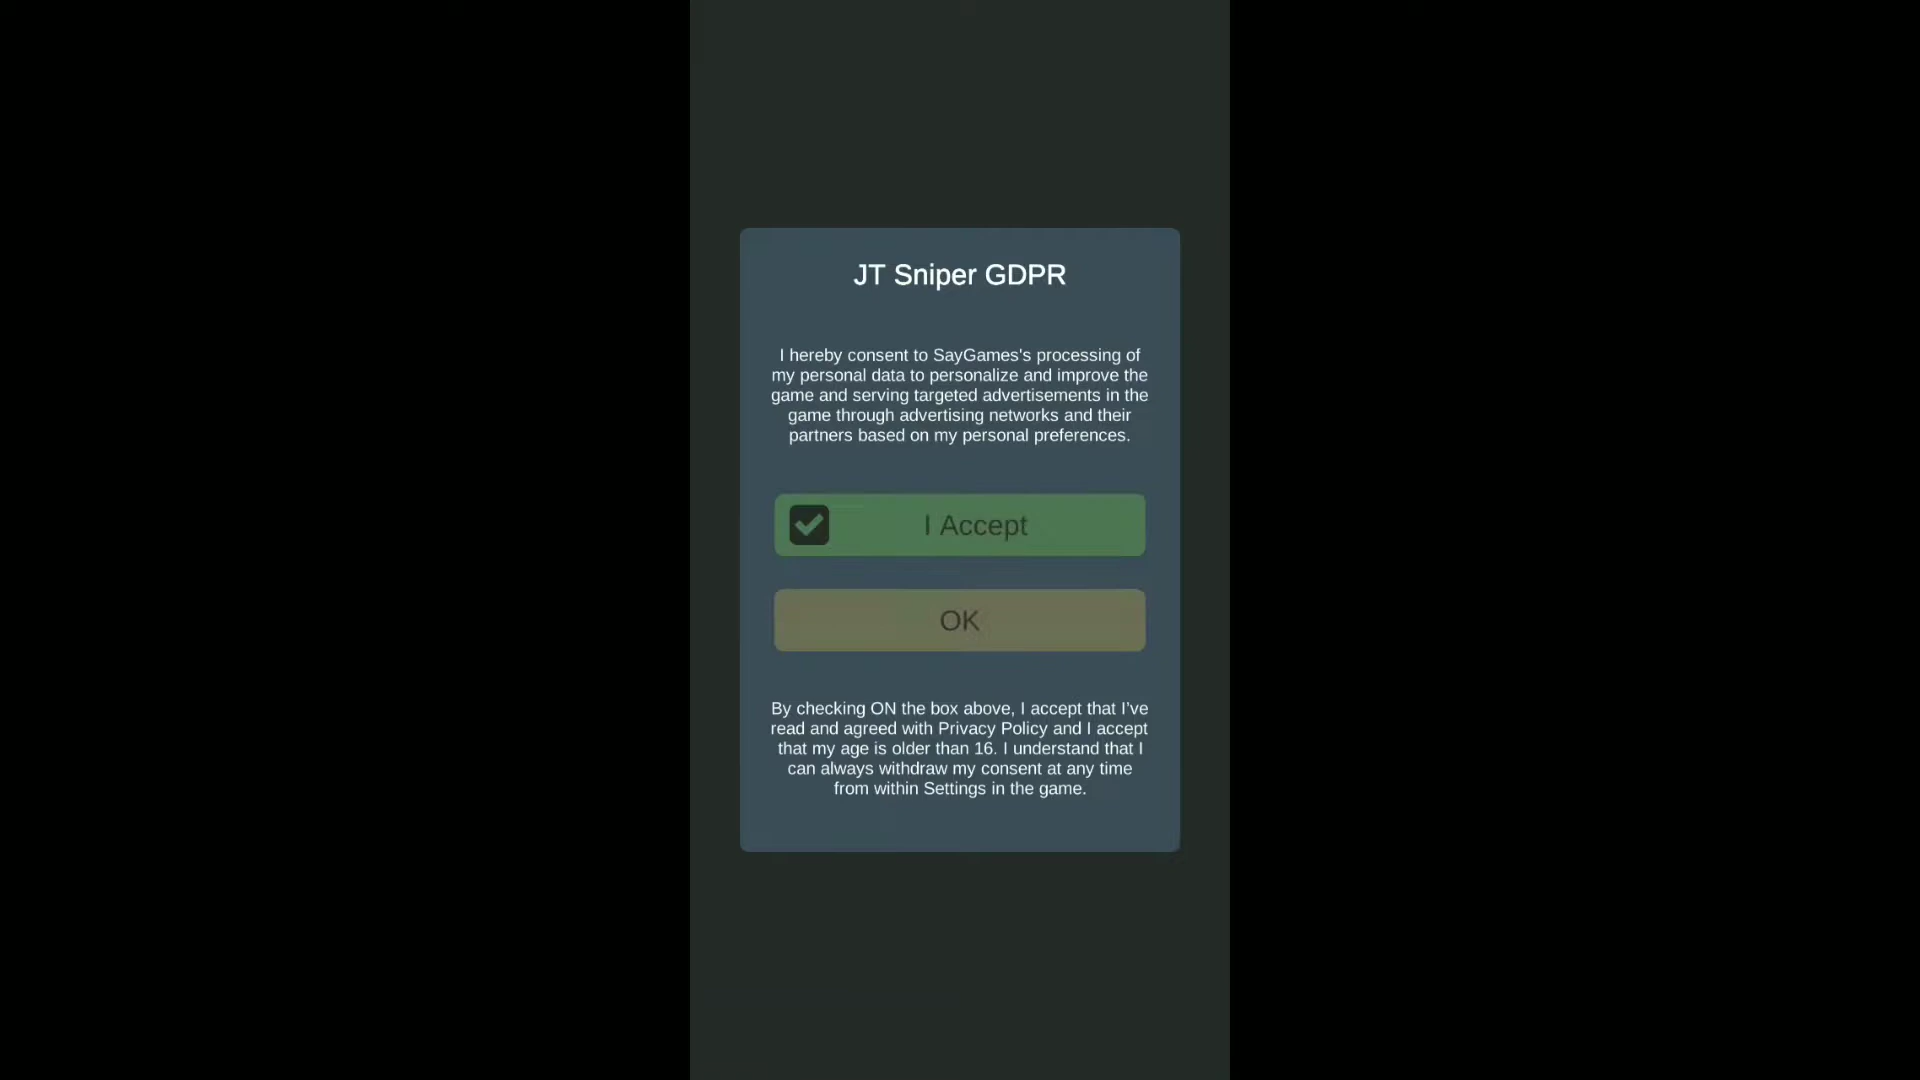 JT Sniper GDPR
I hereby consent to SayGames's processing of
my personal data to personalize and improve the
game and serving targeted advertisements in the
game through advertising networks and their
partners based on my personal preferences.
I Accept
OK
By checking ON the box above, I accept that I’ve
read and agreed with Privacy Policy and I accept
that my age is older than 16. I understand that I
can always withdraw my consent at any time
from within Settings in the game.